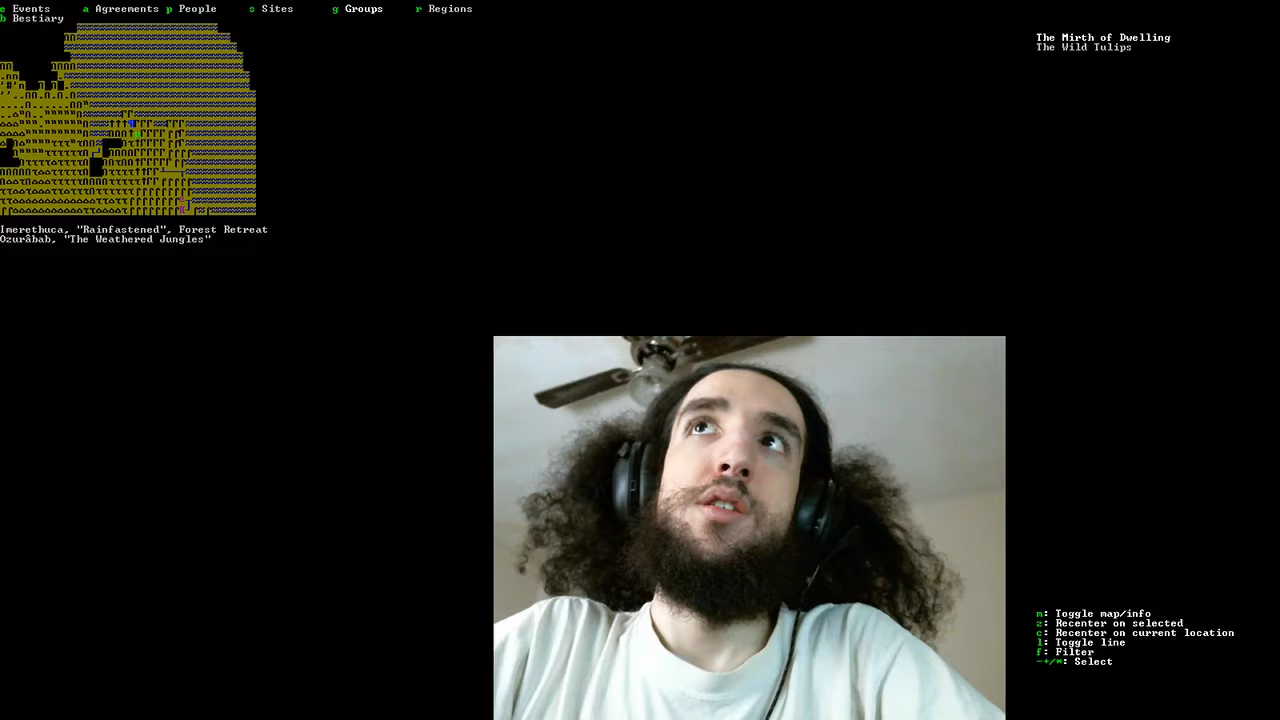 e Events a Agreements p People s Sites g Groups r Regions
b Bestiary
The Mirth of Dwelling
The Wild Tulips
Imerethuca, "Rainfastened", Forest Retreat
Ozurâbab, "The Weathered Jungles"
m: Toggle map/info
z: Recenter on selected
c: Recenter on current location
l: Toggle line
f: Filter
-+/*: Select